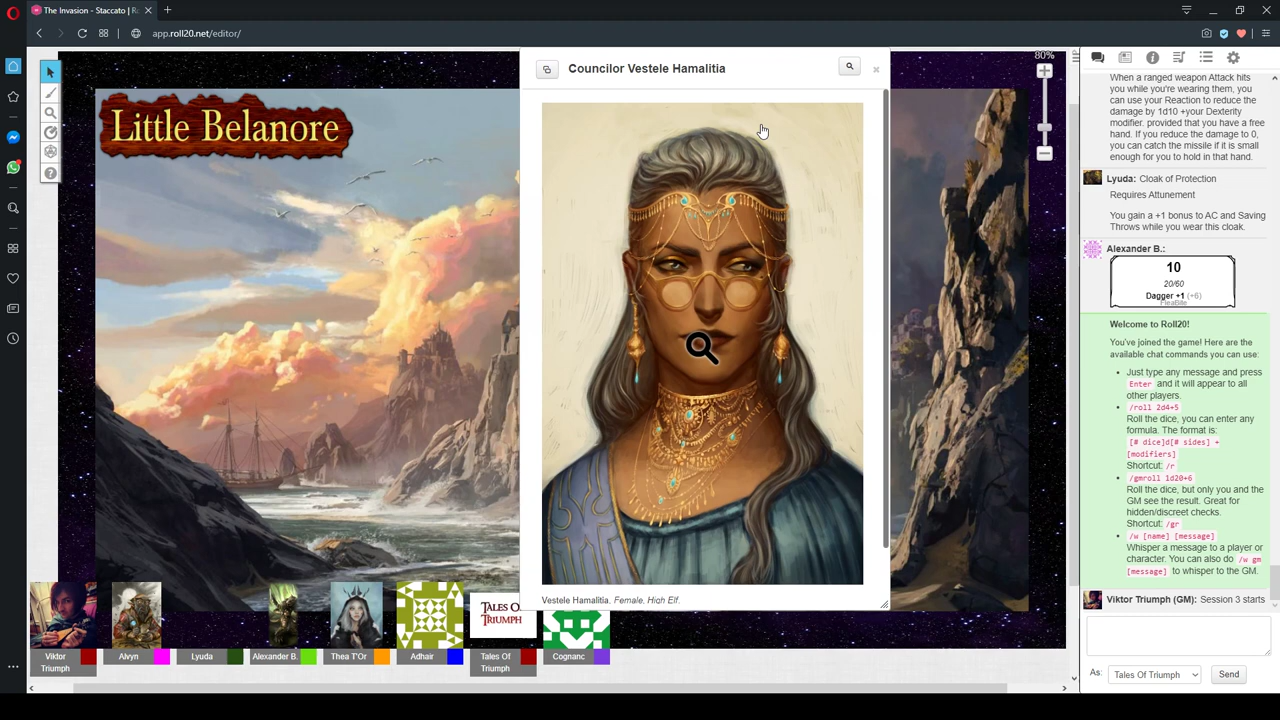 The Invasion - Staccato | Ro
app.roll20.net/editor/
Little Belanore
Councilor Vestele Hamalitia
80%
Vestele Hamalitia. Female, High Elf.
TALES OF
TRIUMPH
Viktor
Triumph
Alvyn
Lyuda
Alexander B.
Thea T'Or
Adhair
Tales Of
Triumph
Cognanc
When a ranged weapon Attack hits
you while you're wearing them, you
can use your Reaction to reduce the
damage by 1d10 +your Dexterity
modifier. provided that you have a free
hand. If you reduce the damage to 0,
you can catch the missile if it is small
enough for you to hold in that hand.
Lyuda: Cloak of Protection
Requires Attunement
You gain a +1 bonus to AC and Saving
Throws while you wear this cloak.
Alexander B.:
10
20/60
Dagger +1 (+6)
FleaBite
Welcome to Roll20!
You've joined the game! Here are the
available chat commands you can use:
• Just type any message and press
Enter and it will appear to all
other players.
• /roll 2d4+5
Roll the dice, you can enter any
formula. The format is:
[# dice]d[# sides] +
[modifiers]
Shortcut: /r
• /gmroll 1d20+6
Roll the dice, but only you and the
GM see the result. Great for
hidden/discreet checks.
Shortcut: /gr
• /w [name] [message]
Whisper a message to a player or
character. You can also do /w gm
[message] to whisper to the GM.
Viktor Triumph (GM): Session 3 starts
As:
Tales Of Triumph
Send